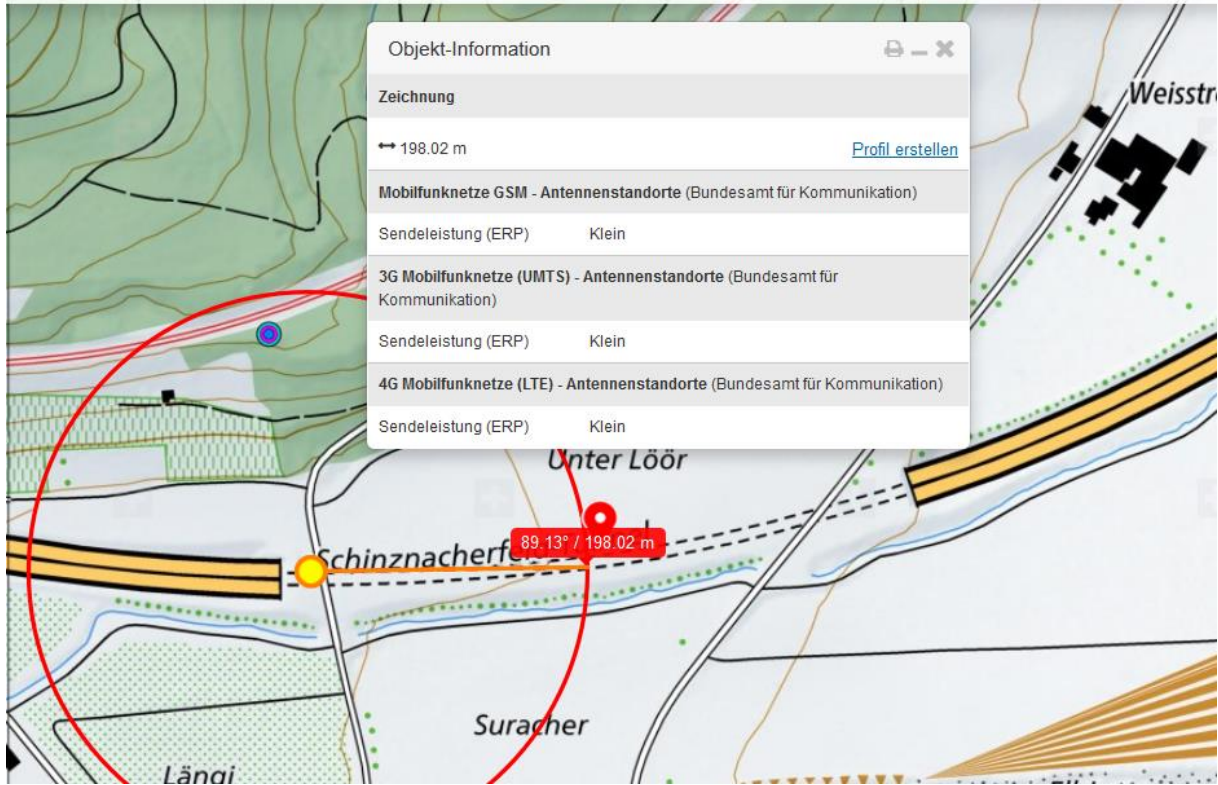 Objekt-Information
Zeichnung
198.02 m
Profil erstellen
Mobilfunknetze GSM - Antennenstandorte (Bundesamt für Kommunikation)
Sendeleistung (ERP) Klein
3G Mobilfunknetze (UMTS) - Antennenstandorte (Bundesamt für
Kommunikation)
Sendeleistung (ERP) Klein
4G Mobilfunknetze (LTE) - Antennenstandorte (Bundesamt für Kommunikation)
Sendeleistung (ERP) Klein
Weisstr
Unter Löör
89.13° / 198.02 m
Schinznacherfeld
Suracher
Längi